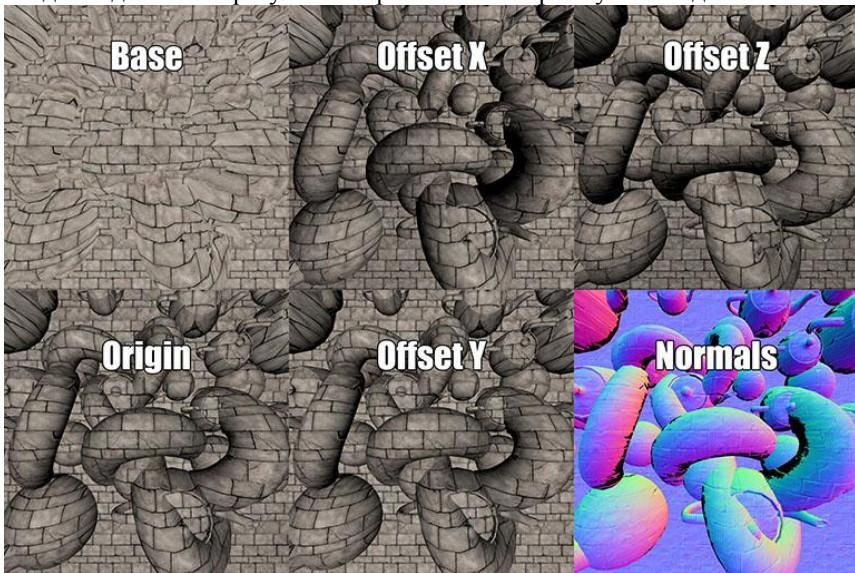 Base
Offset X
Offset Z
Origin
Offset Y
Normals